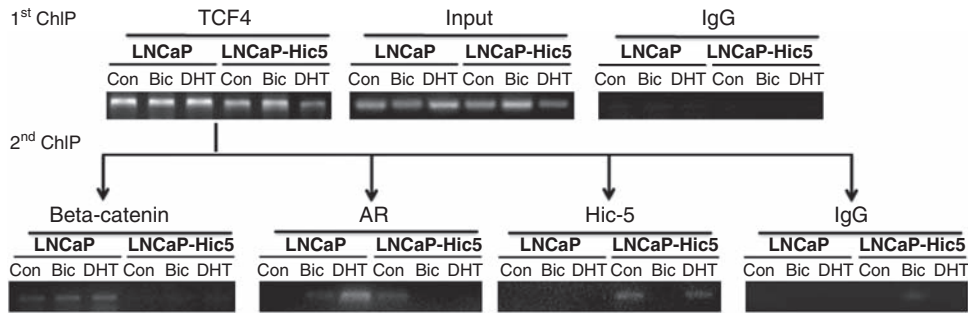 1st ChIP TCF4 Input IgG
LNCaP LNCaP-Hic5 LNCaP LNCaP-Hic5 LNCaP LNCaP-Hic5
Con Bic DHT Con Bic DHT Con Bic DHT Con Bic DHT Con Bic DHT Con Bic DHT
2nd ChIP
Beta-catenin AR Hic-5 IgG
LNCaP LNCaP-Hic5 LNCaP LNCaP-Hic5 LNCaP LNCaP-Hic5 LNCaP LNCaP-Hic5
Con Bic DHT Con Bic DHT Con Bic DHT Con Bic DHT Con Bic DHT Con Bic DHT Con Bic DHT Con Bic DHT